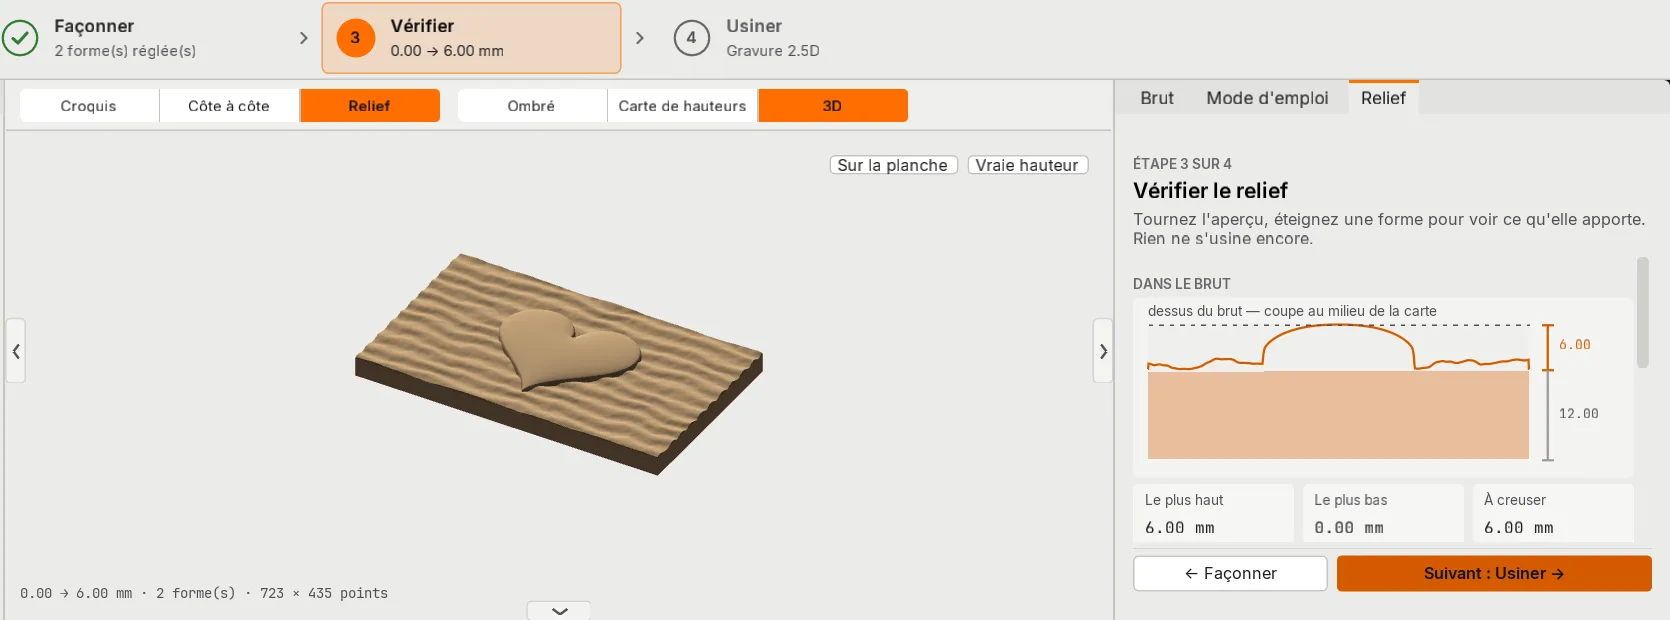 Façonner
2 forme(s) réglée(s)
3
Vérifier
0.00 → 6.00 mm
4
Usiner
Gravure 2.5D
Croquis
Côte à côte
Relief
Ombré
Carte de hauteurs
3D
Sur la planche
Vraie hauteur
0.00 → 6.00 mm · 2 forme(s) · 723 × 435 points
Brut
Mode d'emploi
Relief
ÉTAPE 3 SUR 4
Vérifier le relief
Tournez l'aperçu, éteignez une forme pour voir ce qu'elle apporte.
Rien ne s'usine encore.
DANS LE BRUT
dessus du brut — coupe au milieu de la carte
6.00
12.00
Le plus haut
6.00 mm
Le plus bas
0.00 mm
À creuser
6.00 mm
← Façonner
Suivant : Usiner →